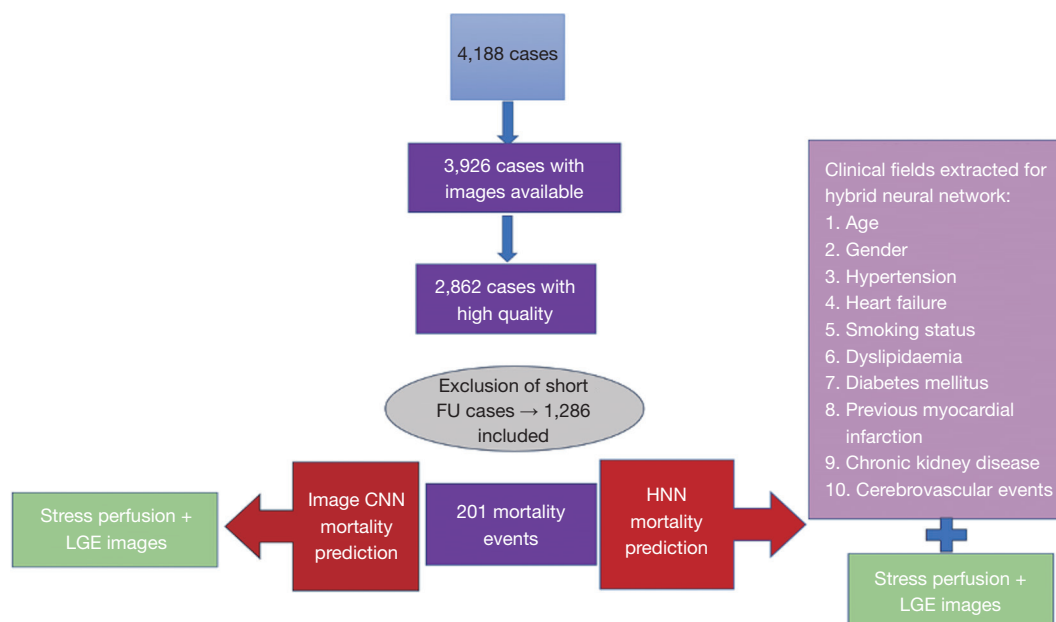 4,188 cases
3,926 cases with
images available
2,862 cases with
high quality
Exclusion of short
FU cases → 1,286
included
Stress perfusion +
LGE images
Image CNN
mortality
prediction
201 mortality
events
HNN
mortality
prediction
Clinical fields extracted for
hybrid neural network:
1. Age
2. Gender
3. Hypertension
4. Heart failure
5. Smoking status
6. Dyslipidaemia
7. Diabetes mellitus
8. Previous myocardial
infarction
9. Chronic kidney disease
10. Cerebrovascular events
Stress perfusion +
LGE images